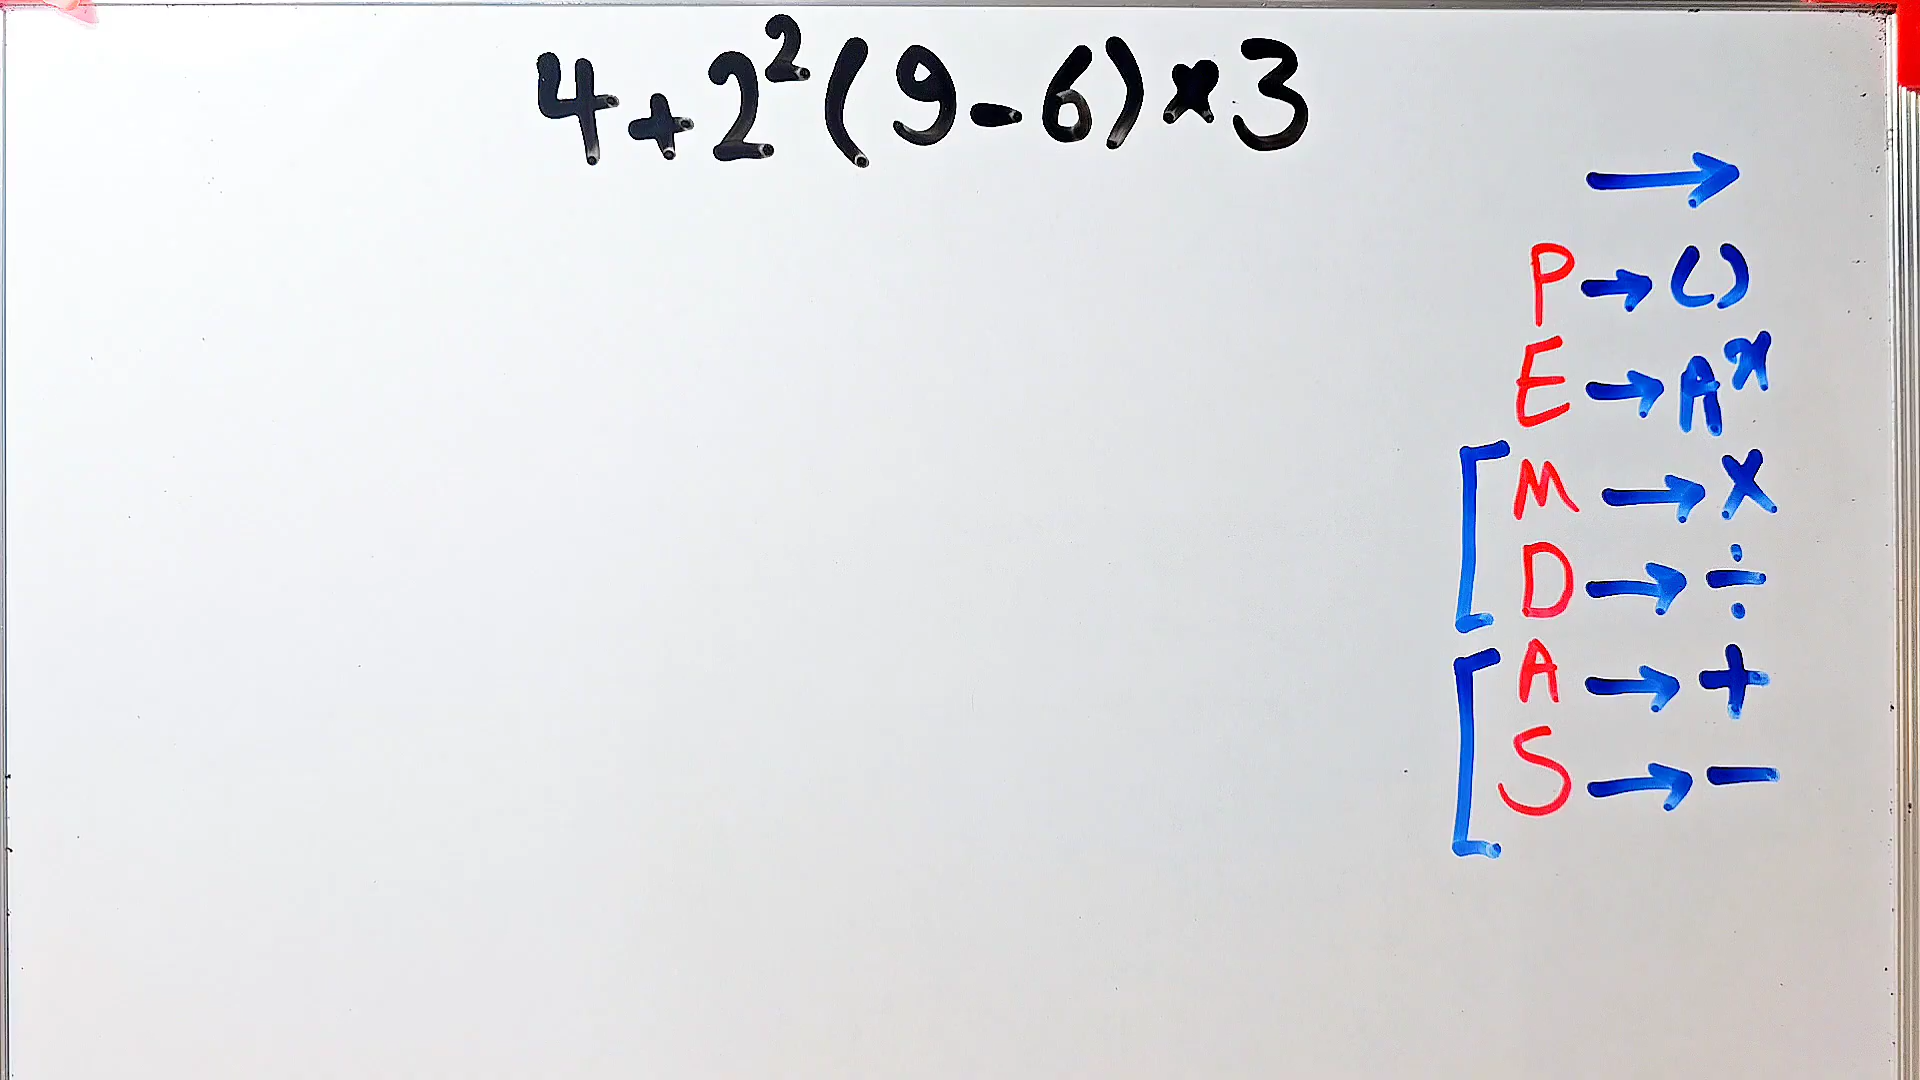 4+2²(9-6)×3
→
P→()
E→Aˣ
M→×
D→÷
A→+
S→−